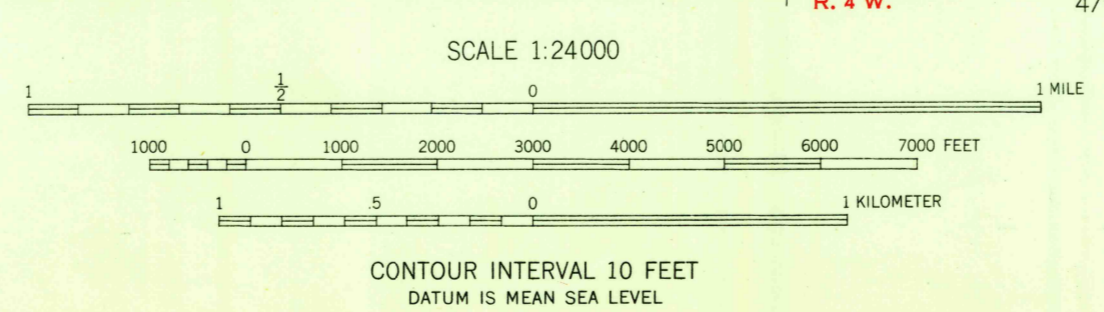 R. 4 W. 47
SCALE 1:24000
1 1/2 0 1 MILE
1000 0 1000 2000 3000 4000 5000 6000 7000 FEET
1 .5 0 1 KILOMETER
CONTOUR INTERVAL 10 FEET
DATUM IS MEAN SEA LEVEL